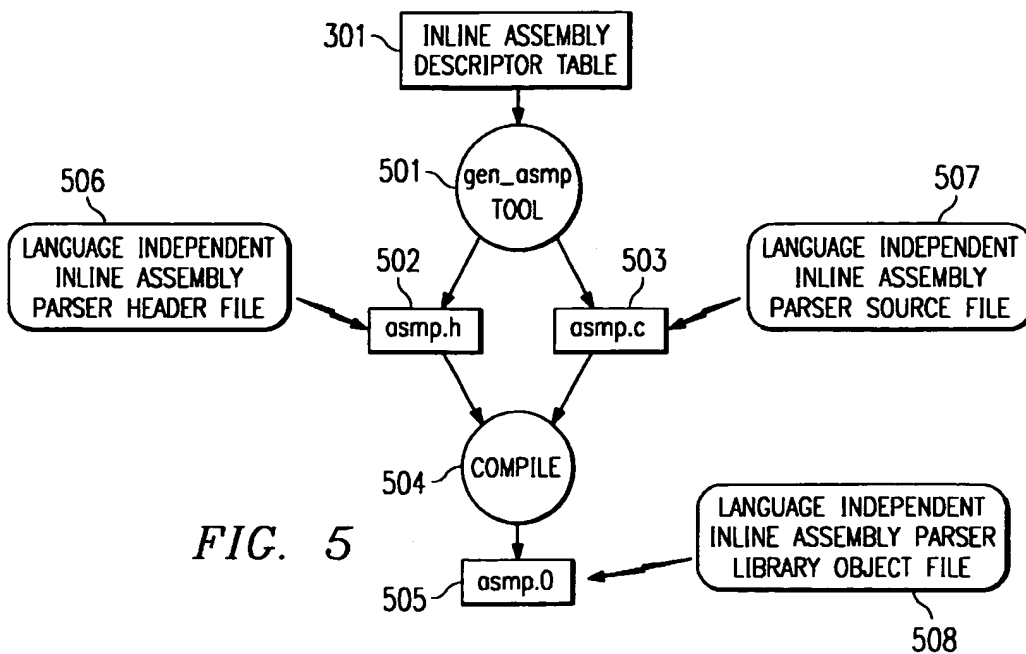 301
INLINE ASSEMBLY
DESCRIPTOR TABLE
501
gen_asmp
TOOL
506
LANGUAGE INDEPENDENT
INLINE ASSEMBLY
PARSER HEADER FILE
507
LANGUAGE INDEPENDENT
INLINE ASSEMBLY
PARSER SOURCE FILE
502
asmp.h
503
asmp.c
504
COMPILE
FIG. 5
505
asmp.0
LANGUAGE INDEPENDENT
INLINE ASSEMBLY PARSER
LIBRARY OBJECT FILE
508